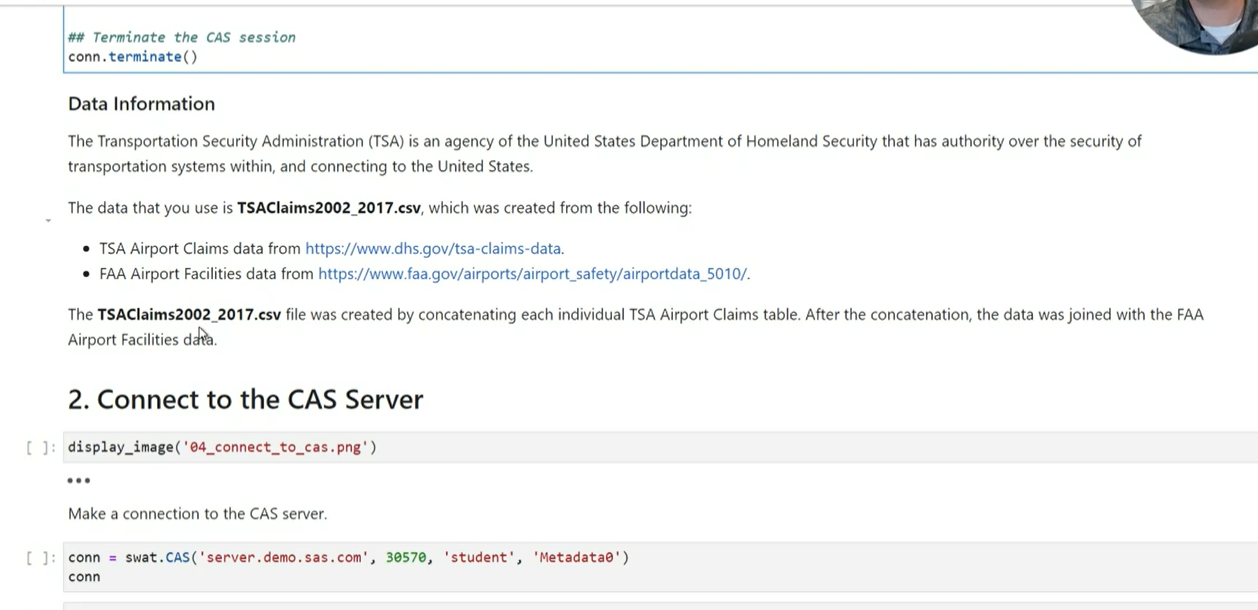 ## Terminate the CAS session
conn.terminate()
Data Information
The Transportation Security Administration (TSA) is an agency of the United States Department of Homeland Security that has authority over the security of
transportation systems within, and connecting to the United States.
The data that you use is TSAClaims2002_2017.csv, which was created from the following:
• TSA Airport Claims data from https://www.dhs.gov/tsa-claims-data.
• FAA Airport Facilities data from https://www.faa.gov/airports/airport_safety/airportdata_5010/.
The TSAClaims2002_2017.csv file was created by concatenating each individual TSA Airport Claims table. After the concatenation, the data was joined with the FAA
Airport Facilities data.
2. Connect to the CAS Server
[ ]: display_image('04_connect_to_cas.png')
•••
Make a connection to the CAS server.
[ ]: conn = swat.CAS('server.demo.sas.com', 30570, 'student', 'Metadata0')
conn